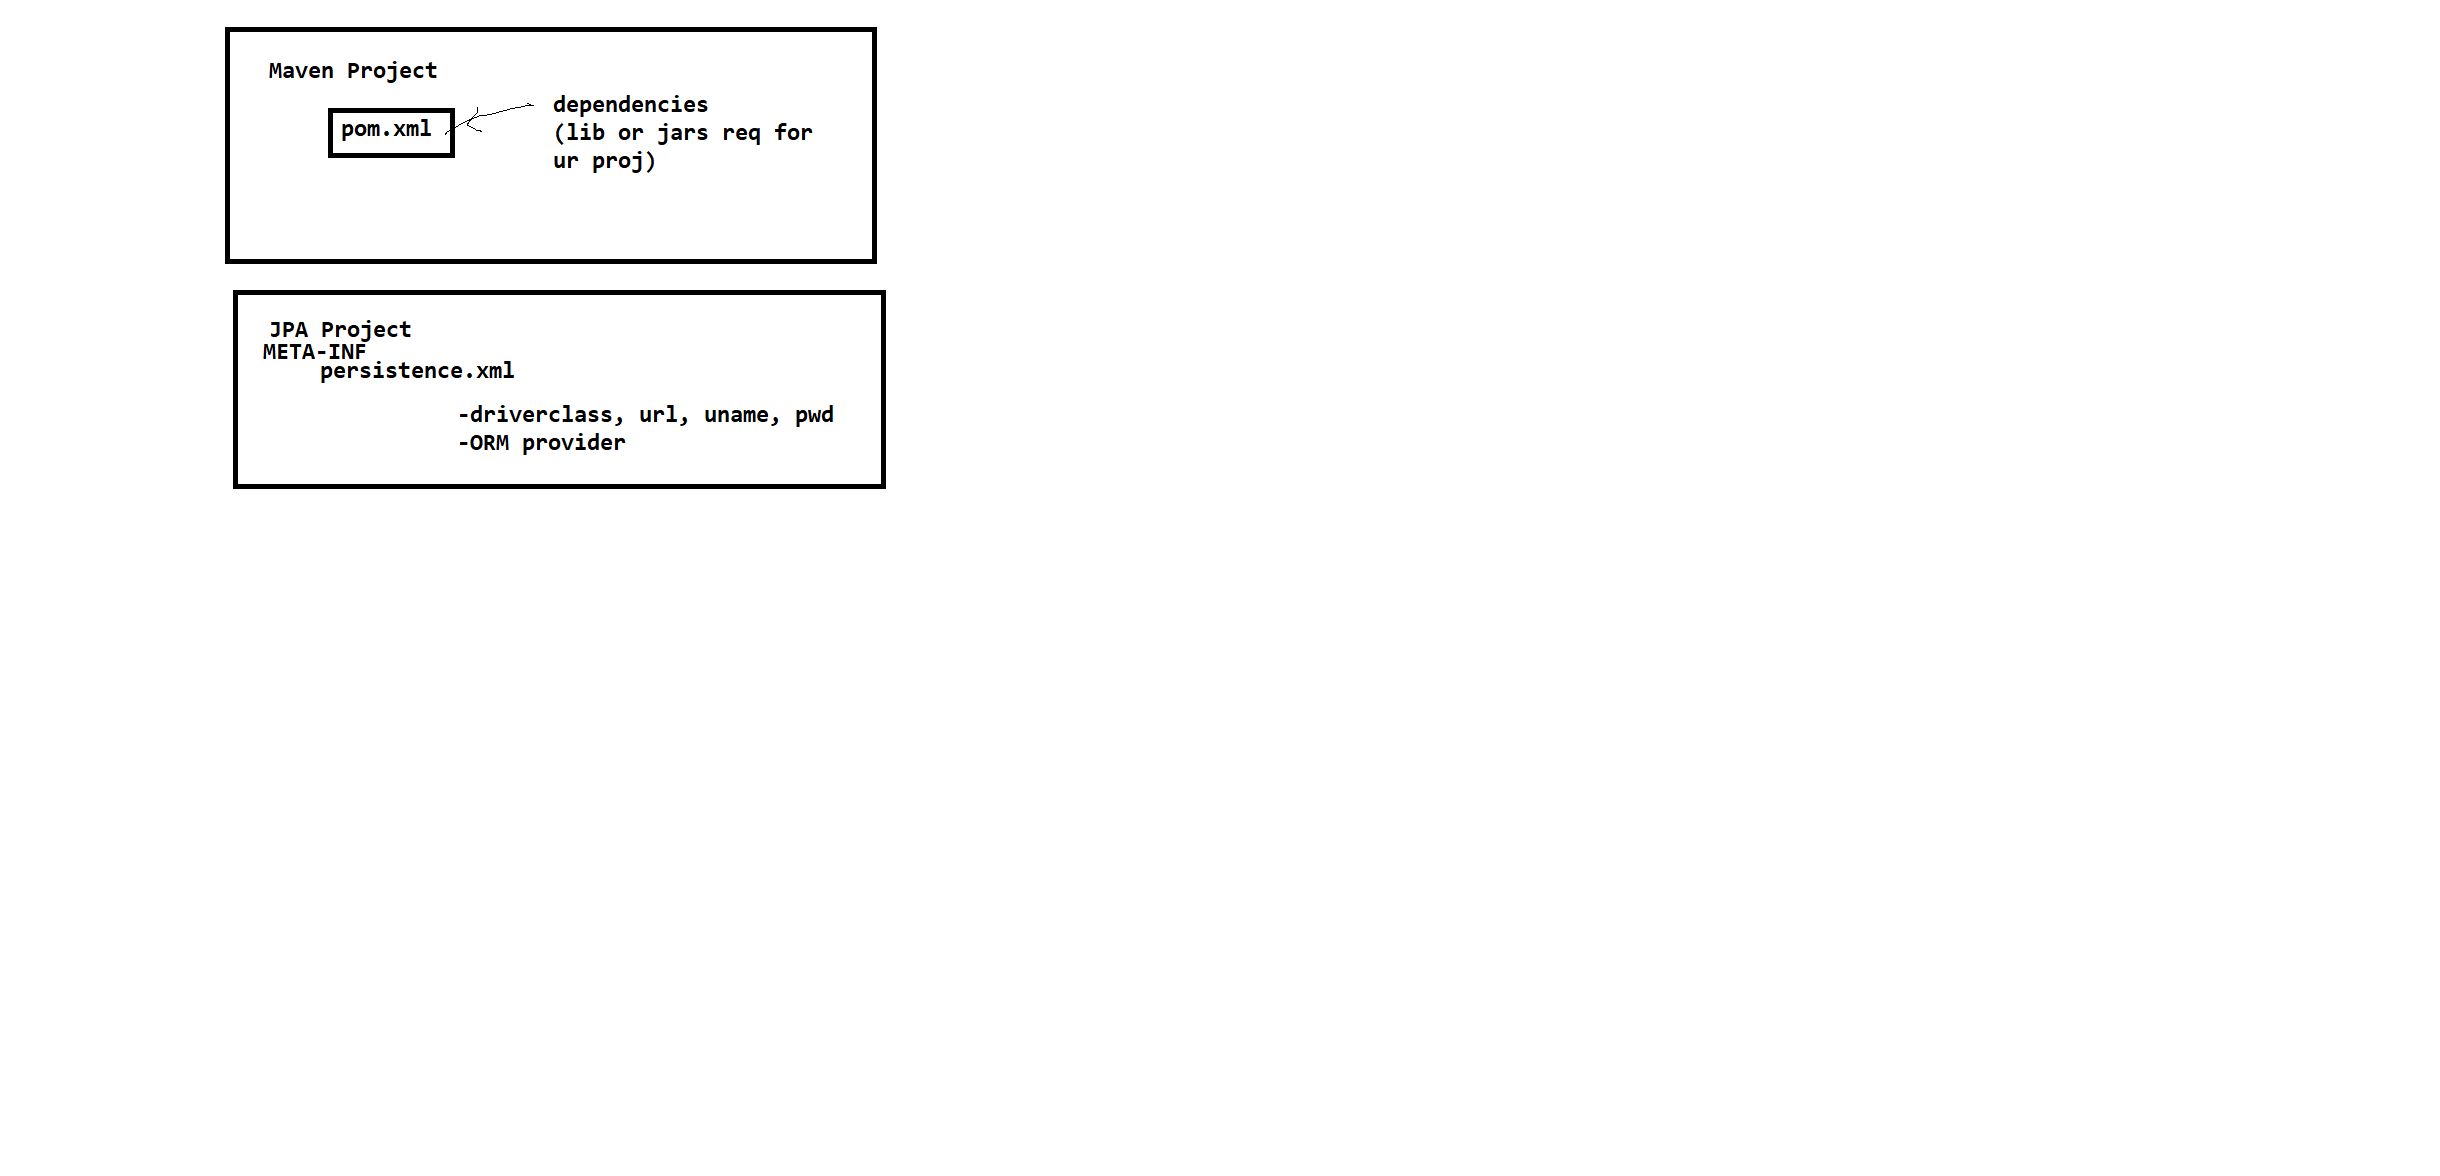 Maven Project
pom.xml
dependencies
(lib or jars req for
ur proj)
JPA Project
META-INF
persistence.xml
-driverclass, url, uname, pwd
-ORM provider